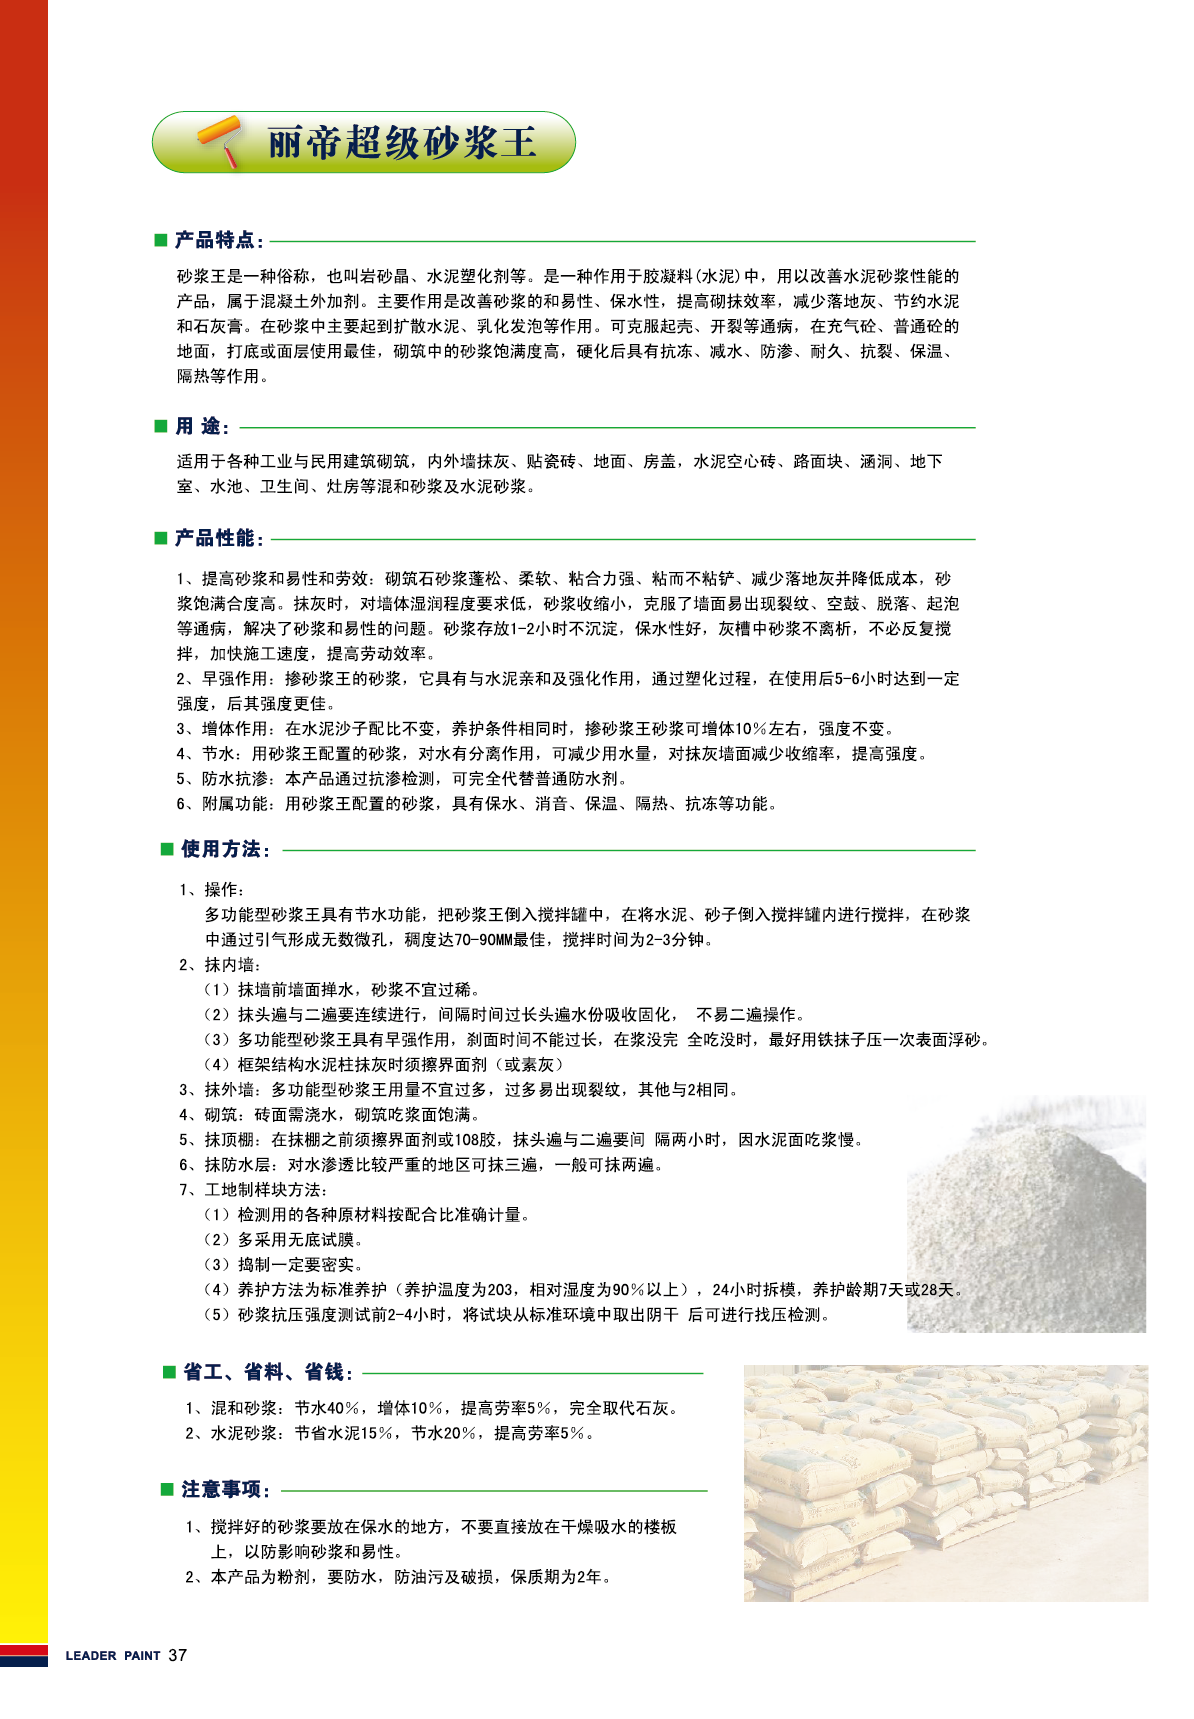 丽帝超级砂浆王
产品特点:
砂浆王是一种俗称，也叫岩砂晶、水泥塑化剂等。是一种作用于胶凝料(水泥)中，用以改善水泥砂浆性能的
产品，属于混凝土外加剂。主要作用是改善砂浆的和易性、保水性，提高砌抹效率，减少落地灰、节约水泥
和石灰膏。在砂浆中主要起到扩散水泥、乳化发泡等作用。可克服起壳、开裂等通病，在充气砼、普通砼的
地面，打底或面层使用最佳，砌筑中的砂浆饱满度高，硬化后具有抗冻、减水、防渗、耐久、抗裂、保温、
隔热等作用。
用 途:
适用于各种工业与民用建筑砌筑，内外墙抹灰、贴瓷砖、地面、房盖，水泥空心砖、路面块、涵洞、地下
室、水池、卫生间、灶房等混和砂浆及水泥砂浆。
产品性能:
1、提高砂浆和易性和劳效：砌筑石砂浆蓬松、柔软、粘合力强、粘而不粘铲、减少落地灰并降低成本，砂
浆饱满合度高。抹灰时，对墙体湿润程度要求低，砂浆收缩小，克服了墙面易出现裂纹、空鼓、脱落、起泡
等通病，解决了砂浆和易性的问题。砂浆存放1-2小时不沉淀，保水性好，灰槽中砂浆不离析，不必反复搅
拌，加快施工速度，提高劳动效率。
2、早强作用：掺砂浆王的砂浆，它具有与水泥亲和及强化作用，通过塑化过程，在使用后5-6小时达到一定
强度，后其强度更佳。
3、增体作用：在水泥沙子配比不变，养护条件相同时，掺砂浆王砂浆可增体10％左右，强度不变。
4、节水：用砂浆王配置的砂浆，对水有分离作用，可减少用水量，对抹灰墙面减少收缩率，提高强度。
5、防水抗渗：本产品通过抗渗检测，可完全代替普通防水剂。
6、附属功能：用砂浆王配置的砂浆，具有保水、消音、保温、隔热、抗冻等功能。
使用方法:
1、操作：
多功能型砂浆王具有节水功能，把砂浆王倒入搅拌罐中，在将水泥、砂子倒入搅拌罐内进行搅拌，在砂浆
中通过引气形成无数微孔，稠度达70-90MM最佳，搅拌时间为2-3分钟。
2、抹内墙：
（1）抹墙前墙面掸水，砂浆不宜过稀。
（2）抹头遍与二遍要连续进行，间隔时间过长头遍水份吸收固化， 不易二遍操作。
（3）多功能型砂浆王具有早强作用，刹面时间不能过长，在浆没完 全吃没时，最好用铁抹子压一次表面浮砂。
（4）框架结构水泥柱抹灰时须擦界面剂（或素灰）
3、抹外墙：多功能型砂浆王用量不宜过多，过多易出现裂纹，其他与2相同。
4、砌筑：砖面需浇水，砌筑吃浆面饱满。
5、抹顶棚：在抹棚之前须擦界面剂或108胶，抹头遍与二遍要间 隔两小时，因水泥面吃浆慢。
6、抹防水层：对水渗透比较严重的地区可抹三遍，一般可抹两遍。
7、工地制样块方法：
（1）检测用的各种原材料按配合比准确计量。
（2）多采用无底试膜。
（3）捣制一定要密实。
（4）养护方法为标准养护（养护温度为203，相对湿度为90％以上），24小时拆模，养护龄期7天或28天。
（5）砂浆抗压强度测试前2-4小时，将试块从标准环境中取出阴干 后可进行找压检测。
省工、省料、省钱:
1、混和砂浆：节水40％，增体10％，提高劳率5％，完全取代石灰。
2、水泥砂浆：节省水泥15％，节水20％，提高劳率5％。
注意事项:
1、搅拌好的砂浆要放在保水的地方，不要直接放在干燥吸水的楼板
上，以防影响砂浆和易性。
2、本产品为粉剂，要防水，防油污及破损，保质期为2年。
LEADER PAINT 37